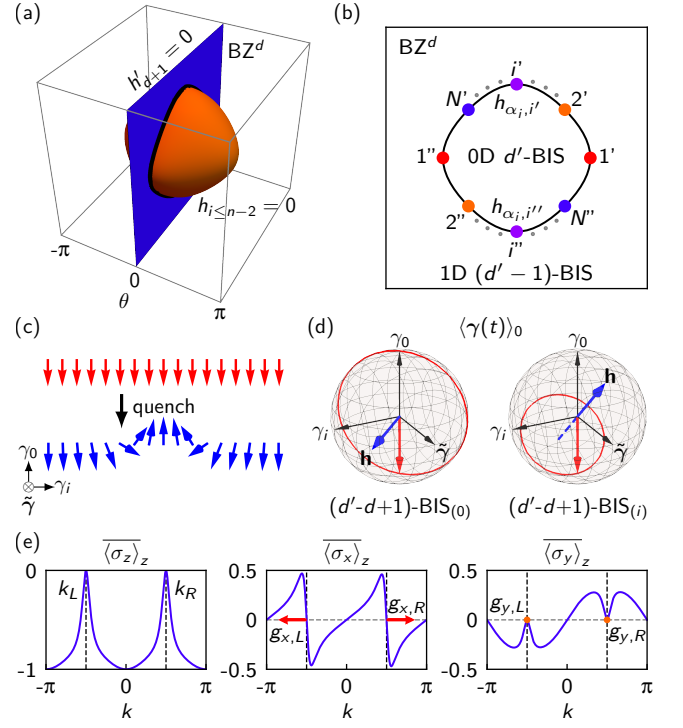 (a)
h′_{d+1} = 0
BZ^d
h_{i≤n−2} = 0
-π
0
θ
π
(b)
BZ^d
i'
N'
h_{α_i,i′}
2'
1''
0D d′-BIS
1'
2''
h_{α_i,i′′}
N''
i''
1D (d′ − 1)-BIS
(c)
quench
γ_0
γ_i
γ̃
(d)
⟨γ(t)⟩_0
γ_0
γ_0
h
γ_i
h
γ̃
γ_i
γ̃
(d′-d+1)-BIS_{(0)}
(d′-d+1)-BIS_{(i)}
(e)
\overline{⟨σ_z⟩}_z
\overline{⟨σ_x⟩}_z
\overline{⟨σ_y⟩}_z
0
k_L
k_R
-1
-π
0
π
k
0.5
0
-0.5
g_{x,L}
g_{x,R}
-π
0
π
k
0.5
0
-0.5
g_{y,L}
g_{y,R}
-π
0
π
k